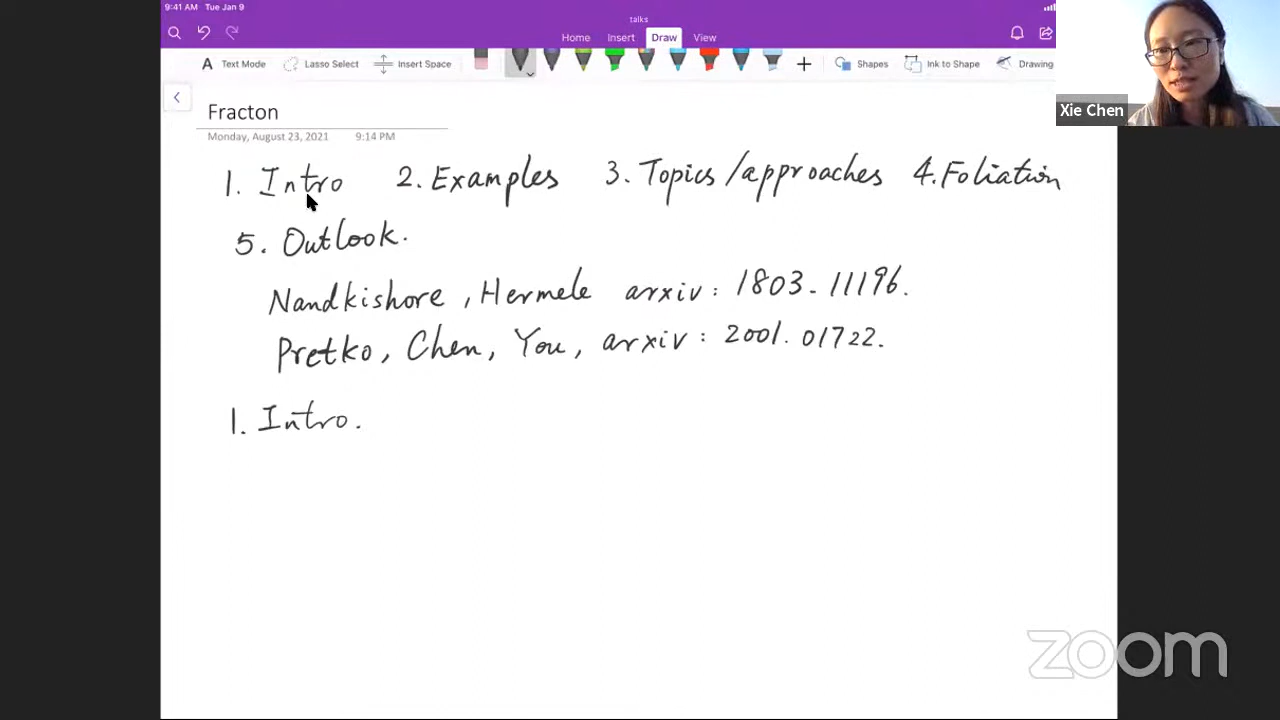 9:41 AM Tue Jan 9
talks
Home Insert Draw View
A Text Mode Lasso Select Insert Space Shapes Ink to Shape Drawing
Xie Chen
Fracton
Monday, August 23, 2021 9:14 PM
1. Intro 2. Examples 3. Topics/approaches 4. Foliation
5. Outlook.
Nandkishore, Hermele arxiv: 1803.11196.
Pretko, Chen, You, arxiv: 2001.01722.
1. Intro.
zoom